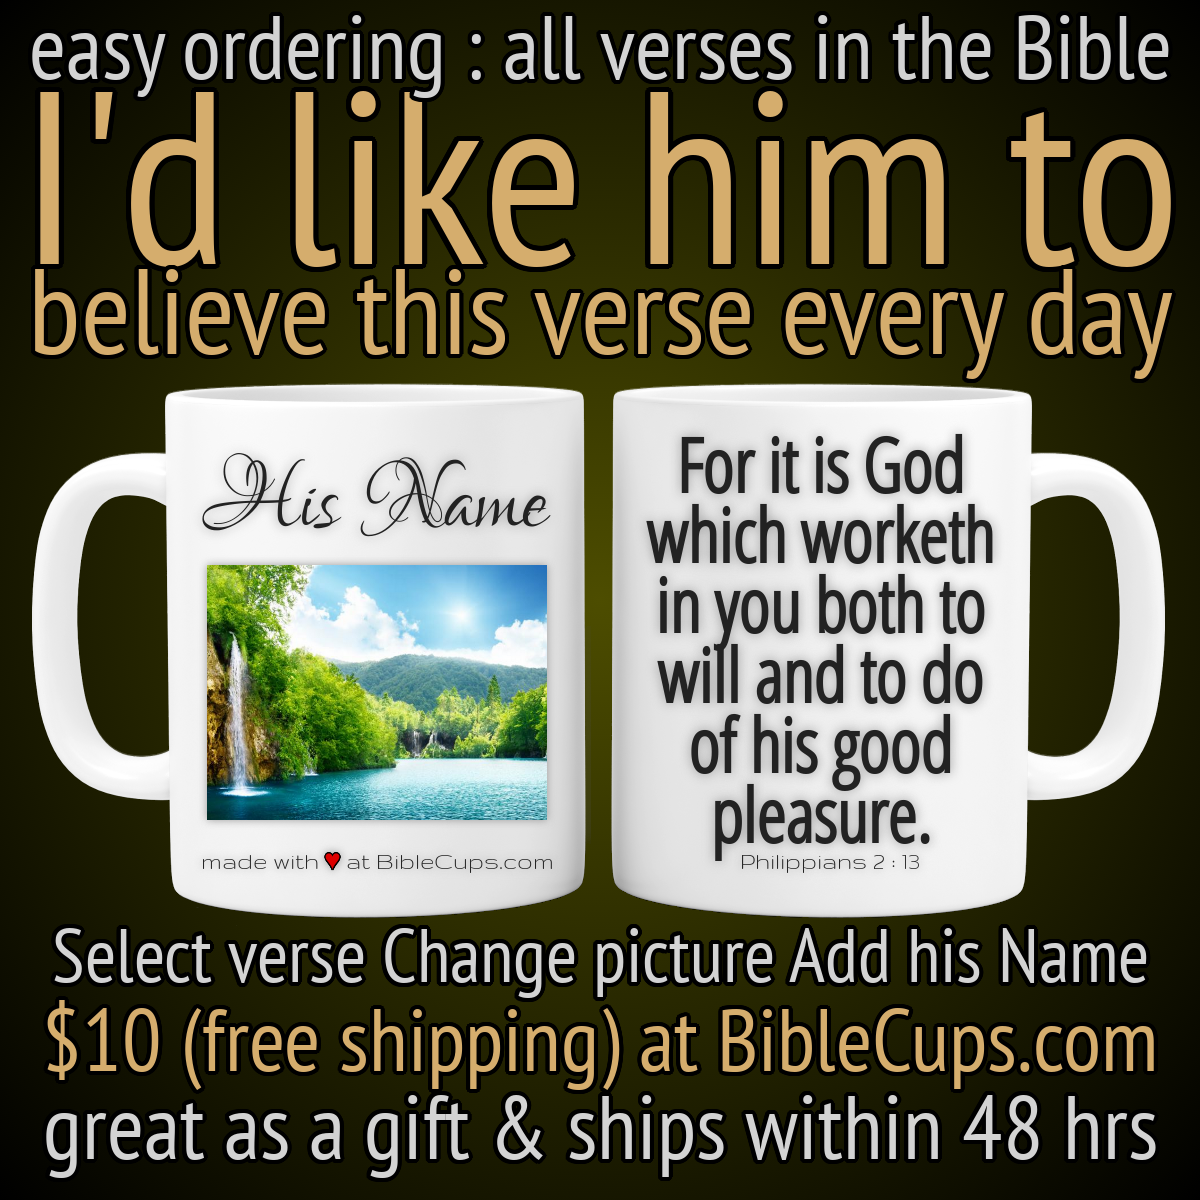 easy ordering : all verses in the Bible
I'd like him to
believe this verse every day
His Name
made with ♥ at BibleCups.com
For it is God
which worketh
in you both to
will and to do
of his good
pleasure.
Philippians 2 : 13
Select verse Change picture Add his Name
$10 (free shipping) at BibleCups.com
great as a gift & ships within 48 hrs